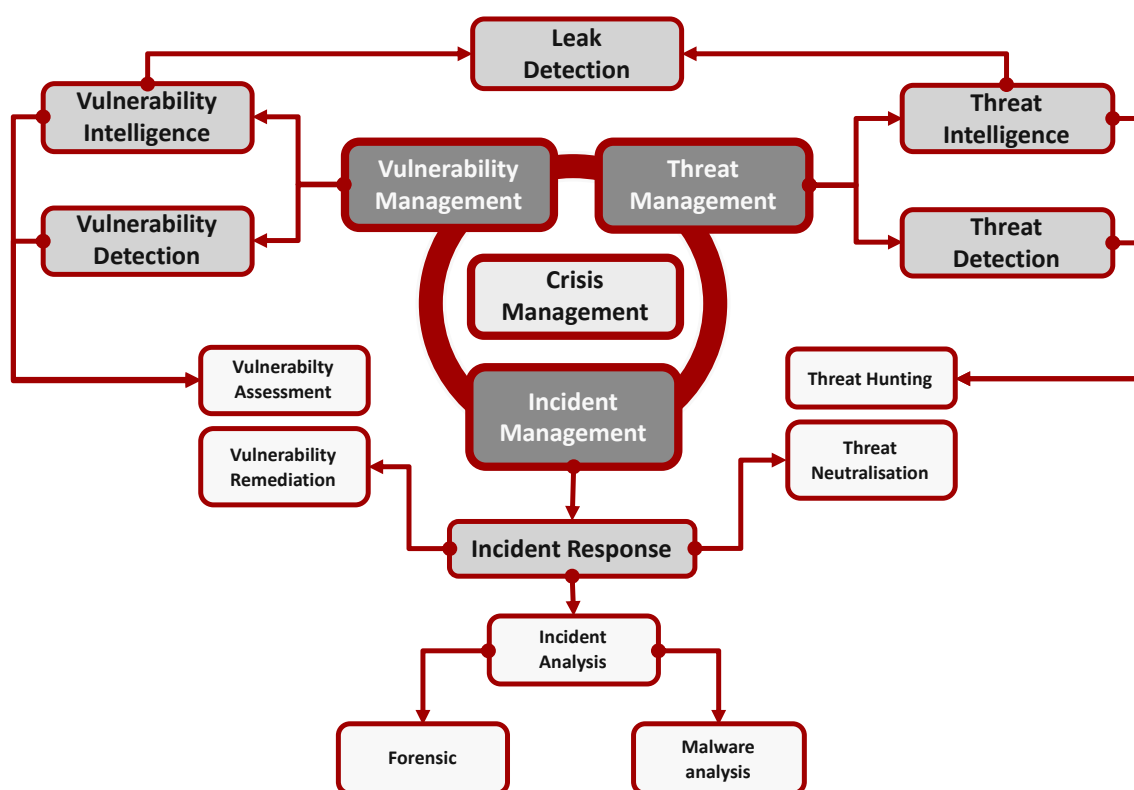 Leak
Detection
Vulnerability
Intelligence
Threat
Intelligence
Vulnerability
Management
Threat
Management
Vulnerability
Detection
Threat
Detection
Crisis
Management
Vulnerabilty
Assessment
Threat Hunting
Incident
Management
Vulnerability
Remediation
Threat
Neutralisation
Incident Response
Incident
Analysis
Forensic
Malware
analysis